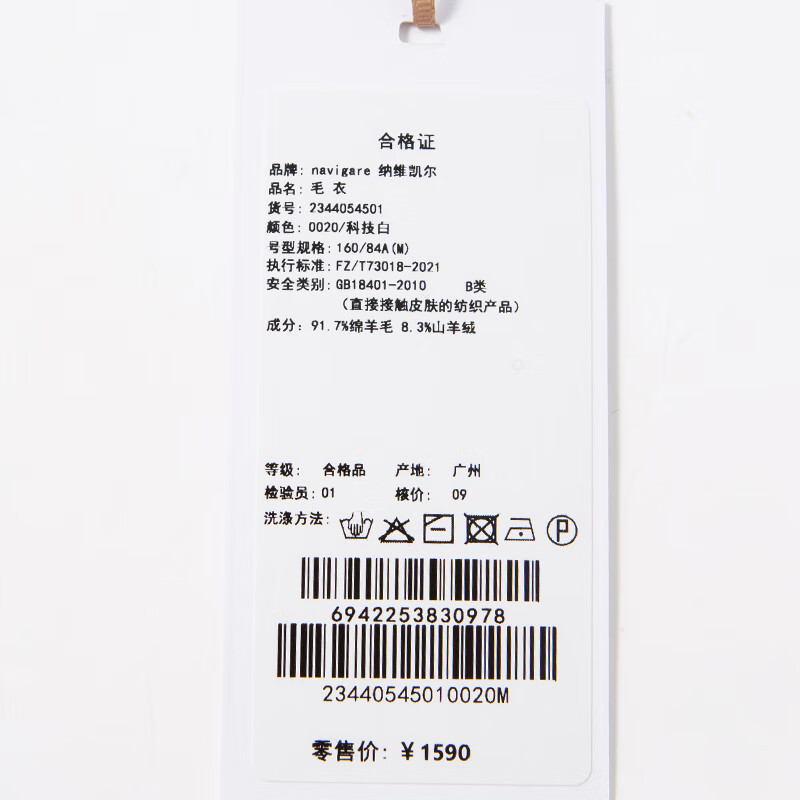 合格证
品牌: navigare 纳维凯尔
品名: 毛 衣
货号: 2344054501
颜色: 0020/科技白
号型规格: 160/84A(M)
执行标准: FZ/T73018-2021
安全类别: GB18401-2010 B类
(直接接触皮肤的纺织产品)
成分: 91.7%绵羊毛 8.3%山羊绒
等级: 合格品 产地: 广州
检验员: 01 核价: 09
洗涤方法: P
6942253830978
23440545010020M
零售价: ¥1590